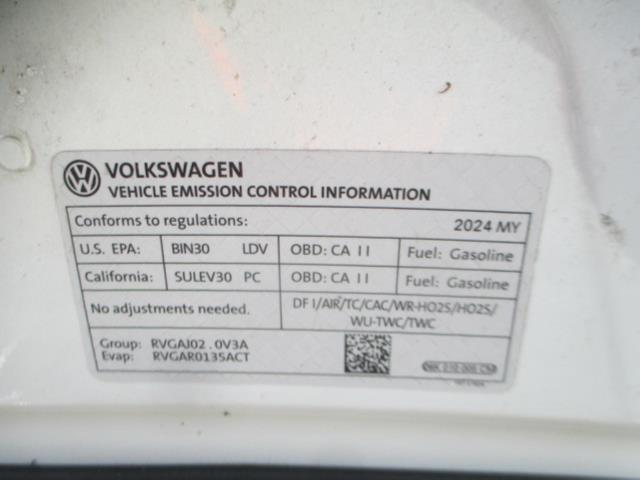 VOLKSWAGEN
VEHICLE EMISSION CONTROL INFORMATION
Conforms to regulations: 2024 MY
U.S. EPA: BIN30 LDV OBD: CA II Fuel: Gasoline
California: SULEV30 PC OBD: CA II Fuel: Gasoline
No adjustments needed. DFI/AIR/TC/CAC/WR-HO2S/HO2S/
WU-TWC/TWC
Group: RVGAJ02.0V3A
Evap: RVGAR0135ACT